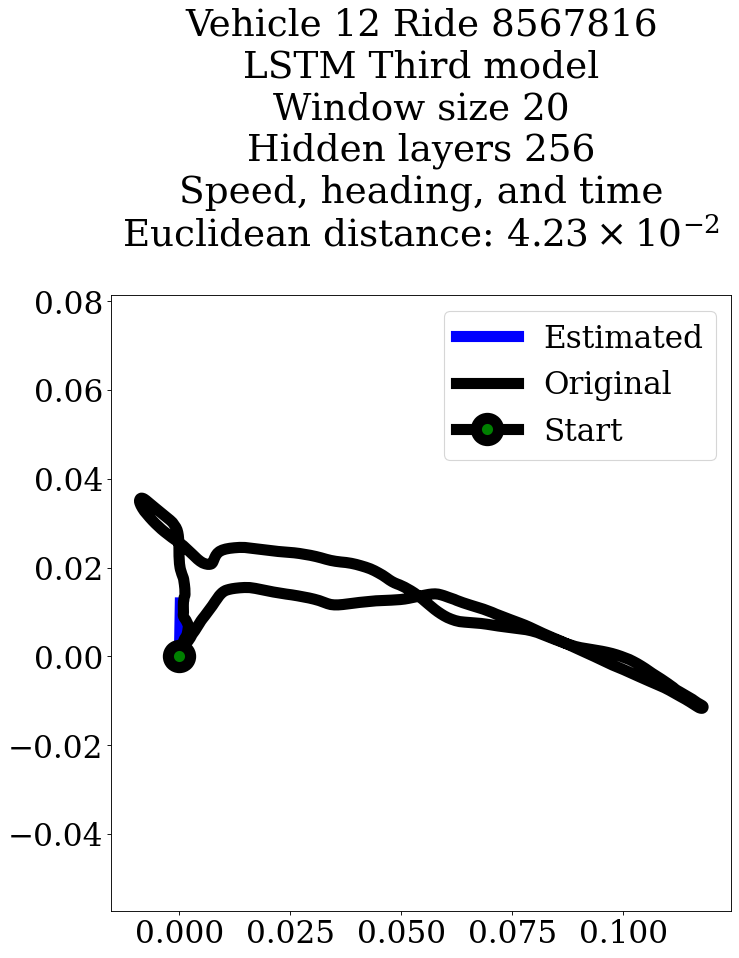 Vehicle 12 Ride 8567816
LSTM Third model
Window size 20
Hidden layers 256
Speed, heading, and time
Euclidean distance: 4.23 × 10⁻²
Estimated
Original
Start
0.08
0.06
0.04
0.02
0.00
−0.02
−0.04
0.000 0.025 0.050 0.075 0.100